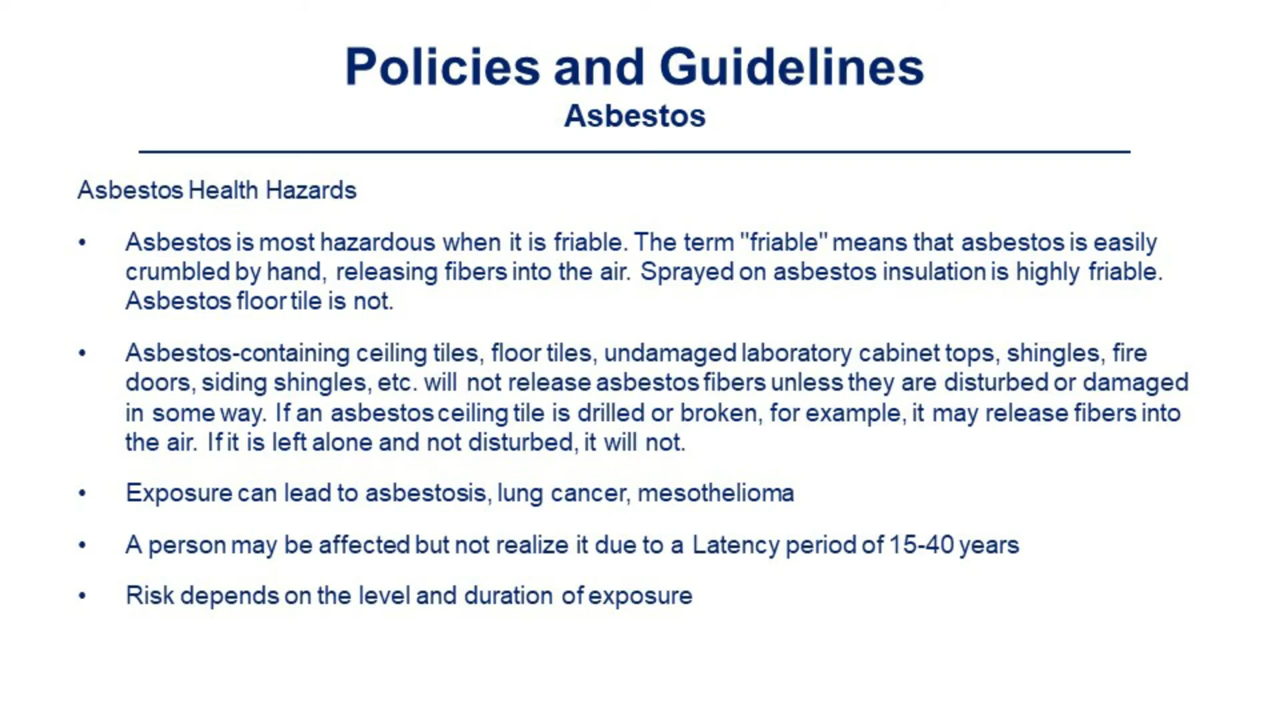 Policies and Guidelines
Asbestos
Asbestos Health Hazards
• Asbestos is most hazardous when it is friable. The term "friable" means that asbestos is easily
crumbled by hand, releasing fibers into the air. Sprayed on asbestos insulation is highly friable.
Asbestos floor tile is not.
• Asbestos-containing ceiling tiles, floor tiles, undamaged laboratory cabinet tops, shingles, fire
doors, siding shingles, etc. will not release asbestos fibers unless they are disturbed or damaged
in some way. If an asbestos ceiling tile is drilled or broken, for example, it may release fibers into
the air. If it is left alone and not disturbed, it will not.
• Exposure can lead to asbestosis, lung cancer, mesothelioma
• A person may be affected but not realize it due to a Latency period of 15-40 years
• Risk depends on the level and duration of exposure